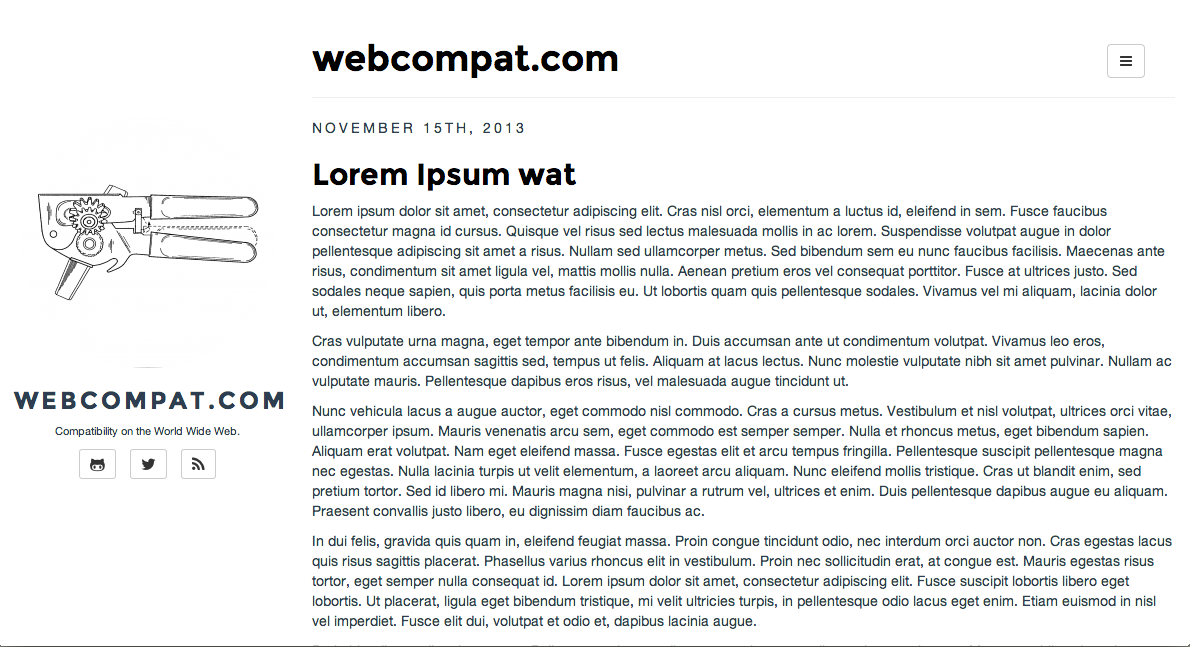 webcompat.com
NOVEMBER 15TH, 2013
Lorem Ipsum wat
Lorem ipsum dolor sit amet, consectetur adipiscing elit. Cras nisl orci, elementum a luctus id, eleifend in sem. Fusce faucibus
consectetur magna id cursus. Quisque vel risus sed lectus malesuada mollis in ac lorem. Suspendisse volutpat augue in dolor
pellentesque adipiscing sit amet a risus. Nullam sed ullamcorper metus. Sed bibendum sem eu nunc faucibus facilisis. Maecenas ante
risus, condimentum sit amet ligula vel, mattis mollis nulla. Aenean pretium eros vel consequat porttitor. Fusce at ultrices justo. Sed
sodales neque sapien, quis porta metus facilisis eu. Ut lobortis quam quis pellentesque sodales. Vivamus vel mi aliquam, lacinia dolor
ut, elementum libero.
Cras vulputate urna magna, eget tempor ante bibendum in. Duis accumsan ante ut condimentum volutpat. Vivamus leo eros,
condimentum accumsan sagittis sed, tempus ut felis. Aliquam at lacus lectus. Nunc molestie vulputate nibh sit amet pulvinar. Nullam ac
vulputate mauris. Pellentesque dapibus eros risus, vel malesuada augue tincidunt ut.
Nunc vehicula lacus a augue auctor, eget commodo nisl commodo. Cras a cursus metus. Vestibulum et nisl volutpat, ultrices orci vitae,
ullamcorper ipsum. Mauris venenatis arcu sem, eget commodo est semper semper. Nulla et rhoncus metus, eget bibendum sapien.
Aliquam erat volutpat. Nam eget eleifend massa. Fusce egestas elit et arcu tempus fringilla. Pellentesque suscipit pellentesque magna
nec egestas. Nulla lacinia turpis ut velit elementum, a laoreet arcu aliquam. Nunc eleifend mollis tristique. Cras ut blandit enim, sed
pretium tortor. Sed id libero mi. Mauris magna nisi, pulvinar a rutrum vel, ultrices et enim. Duis pellentesque dapibus augue eu aliquam.
Praesent convallis justo libero, eu dignissim diam faucibus ac.
In dui felis, gravida quis quam in, eleifend feugiat massa. Proin congue tincidunt odio, nec interdum orci auctor non. Cras egestas lacus
quis risus sagittis placerat. Phasellus varius rhoncus elit in vestibulum. Proin nec sollicitudin erat, at congue est. Mauris egestas risus
tortor, eget semper nulla consequat id. Lorem ipsum dolor sit amet, consectetur adipiscing elit. Fusce suscipit lobortis libero eget
lobortis. Ut placerat, ligula eget bibendum tristique, mi velit ultricies turpis, in pellentesque odio lacus eget enim. Etiam euismod in nisl
vel imperdiet. Fusce elit dui, volutpat et odio et, dapibus lacinia augue.
WEBCOMPAT.COM
Compatibility on the World Wide Web.